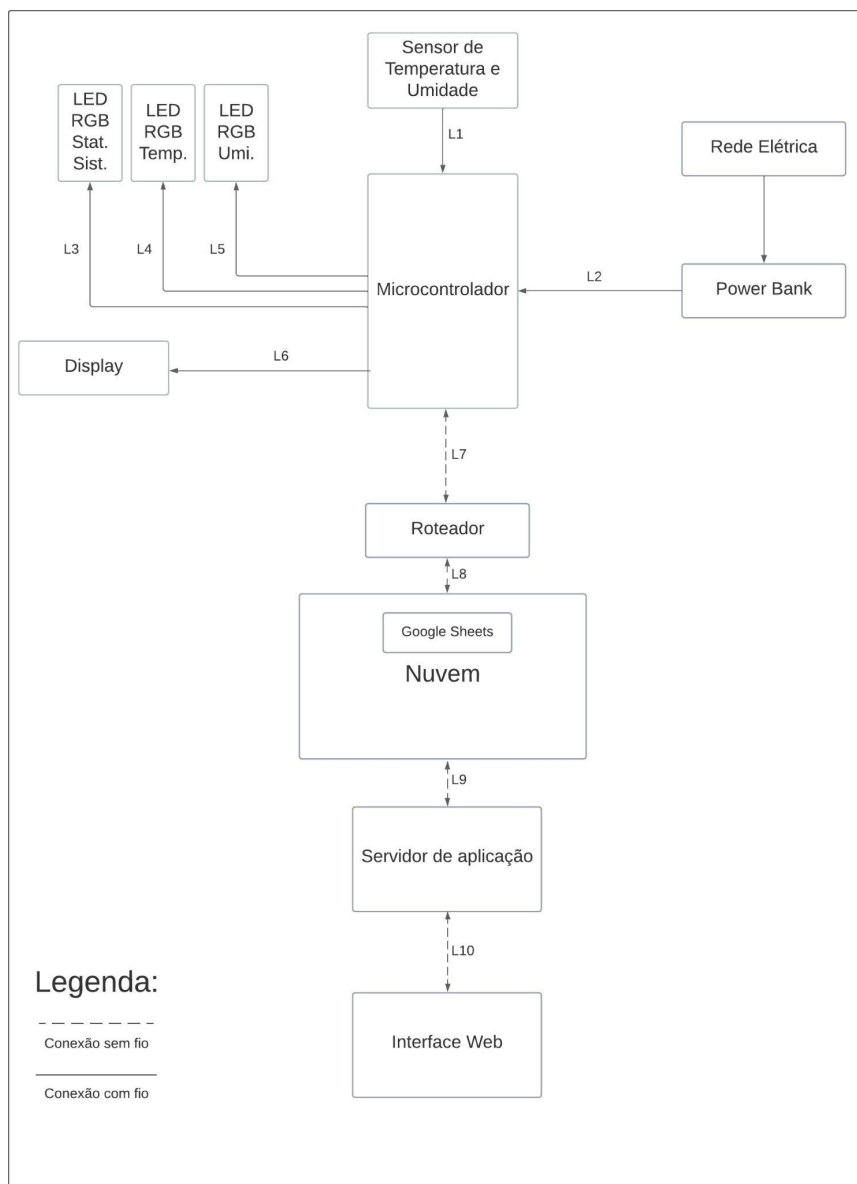 Sensor de
Temperatura e
Umidade
LED
RGB
Stat.
Sist.
LED
RGB
Temp.
LED
RGB
Umi.
L1
Rede Elétrica
L3
L4
L5
Microcontrolador
L2
Power Bank
Display
L6
L7
Roteador
L8
Google Sheets
Nuvem
L9
Servidor de aplicação
L10
Interface Web
Legenda:
Conexão sem fio
Conexão com fio